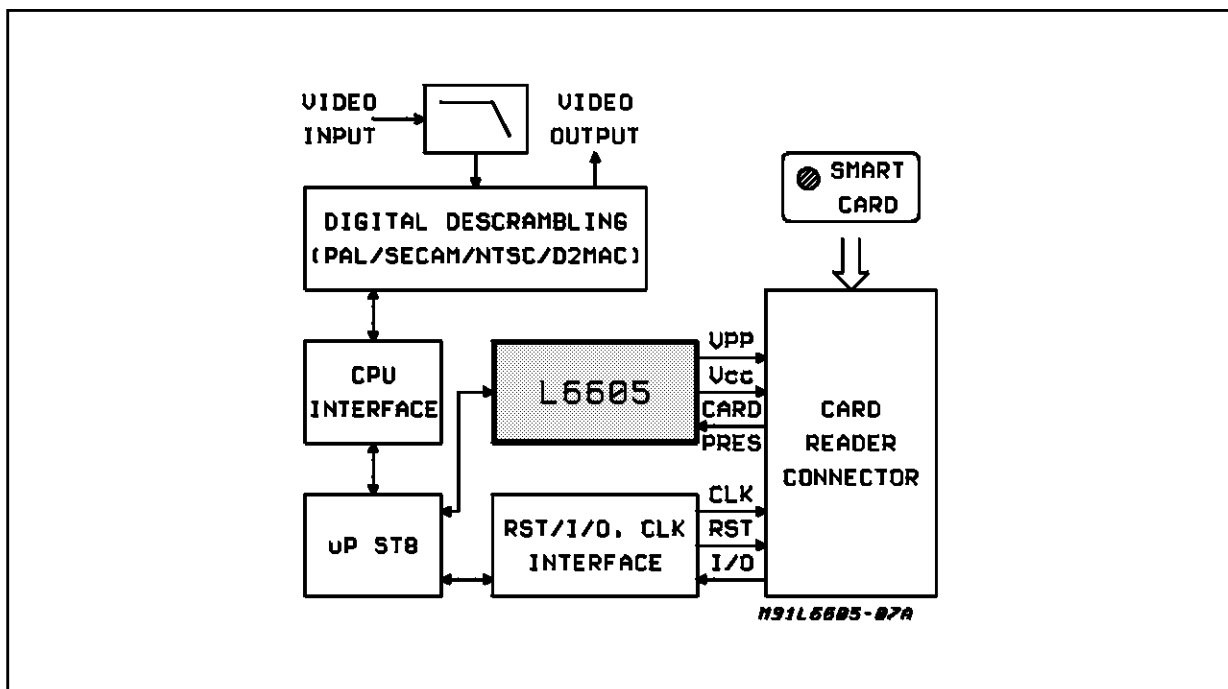 VIDEO
INPUT
VIDEO
OUTPUT
SMART
CARD
DIGITAL DESCRAMBLING
(PAL/SECAM/NTSC/D2MAC)
CPU
INTERFACE
L6605
VPP
Vcc
CARD
PRES
CARD
READER
CONNECTOR
uP ST8
RST/I/O, CLK
INTERFACE
CLK
RST
I/O
M91L6605-07A